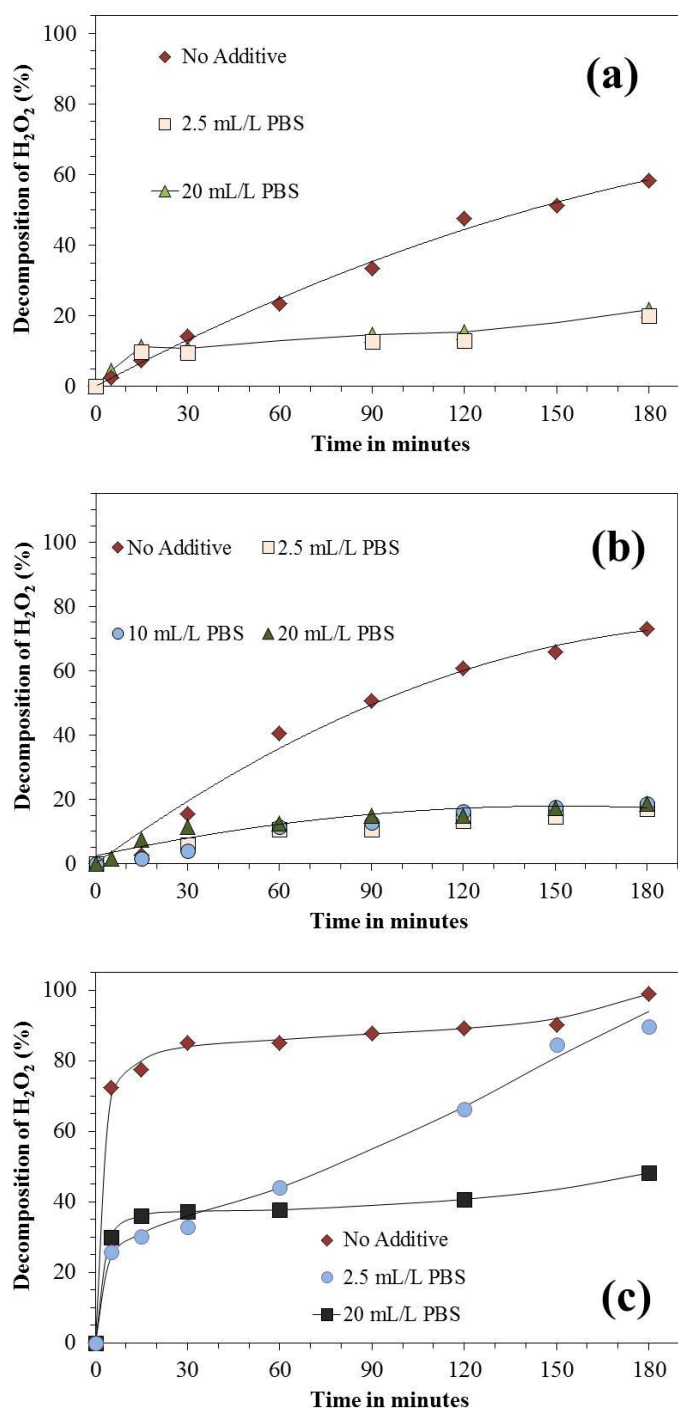 100
80
60
40
20
0
Decomposition of H₂O₂ (%)
No Additive
2.5 mL/L PBS
20 mL/L PBS
(a)
0 30 60 90 120 150 180
Time in minutes
100
80
60
40
20
0
Decomposition of H₂O₂ (%)
No Additive 2.5 mL/L PBS
10 mL/L PBS 20 mL/L PBS
(b)
0 30 60 90 120 150 180
Time in minutes
100
80
60
40
20
0
Decomposition of H₂O₂ (%)
No Additive
2.5 mL/L PBS
20 mL/L PBS
(c)
0 30 60 90 120 150 180
Time in minutes